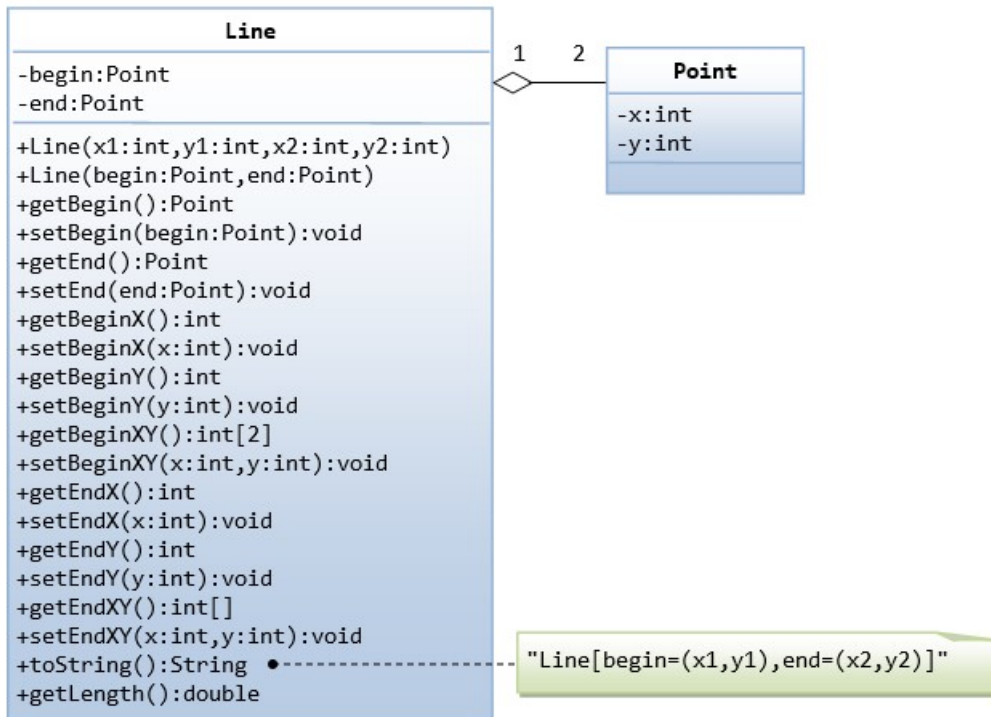 Line
-begin:Point
-end:Point
+Line(x1:int,y1:int,x2:int,y2:int)
+Line(begin:Point,end:Point)
+getBegin():Point
+setBegin(begin:Point):void
+getEnd():Point
+setEnd(end:Point):void
+getBeginX():int
+setBeginX(x:int):void
+getBeginY():int
+setBeginY(y:int):void
+getBeginXY():int[2]
+setBeginXY(x:int,y:int):void
+getEndX():int
+setEndX(x:int):void
+getEndY():int
+setEndY(y:int):void
+getEndXY():int[]
+setEndXY(x:int,y:int):void
+toString():String
+getLength():double
1 2
Point
-x:int
-y:int
"Line[begin=(x1,y1),end=(x2,y2)]"